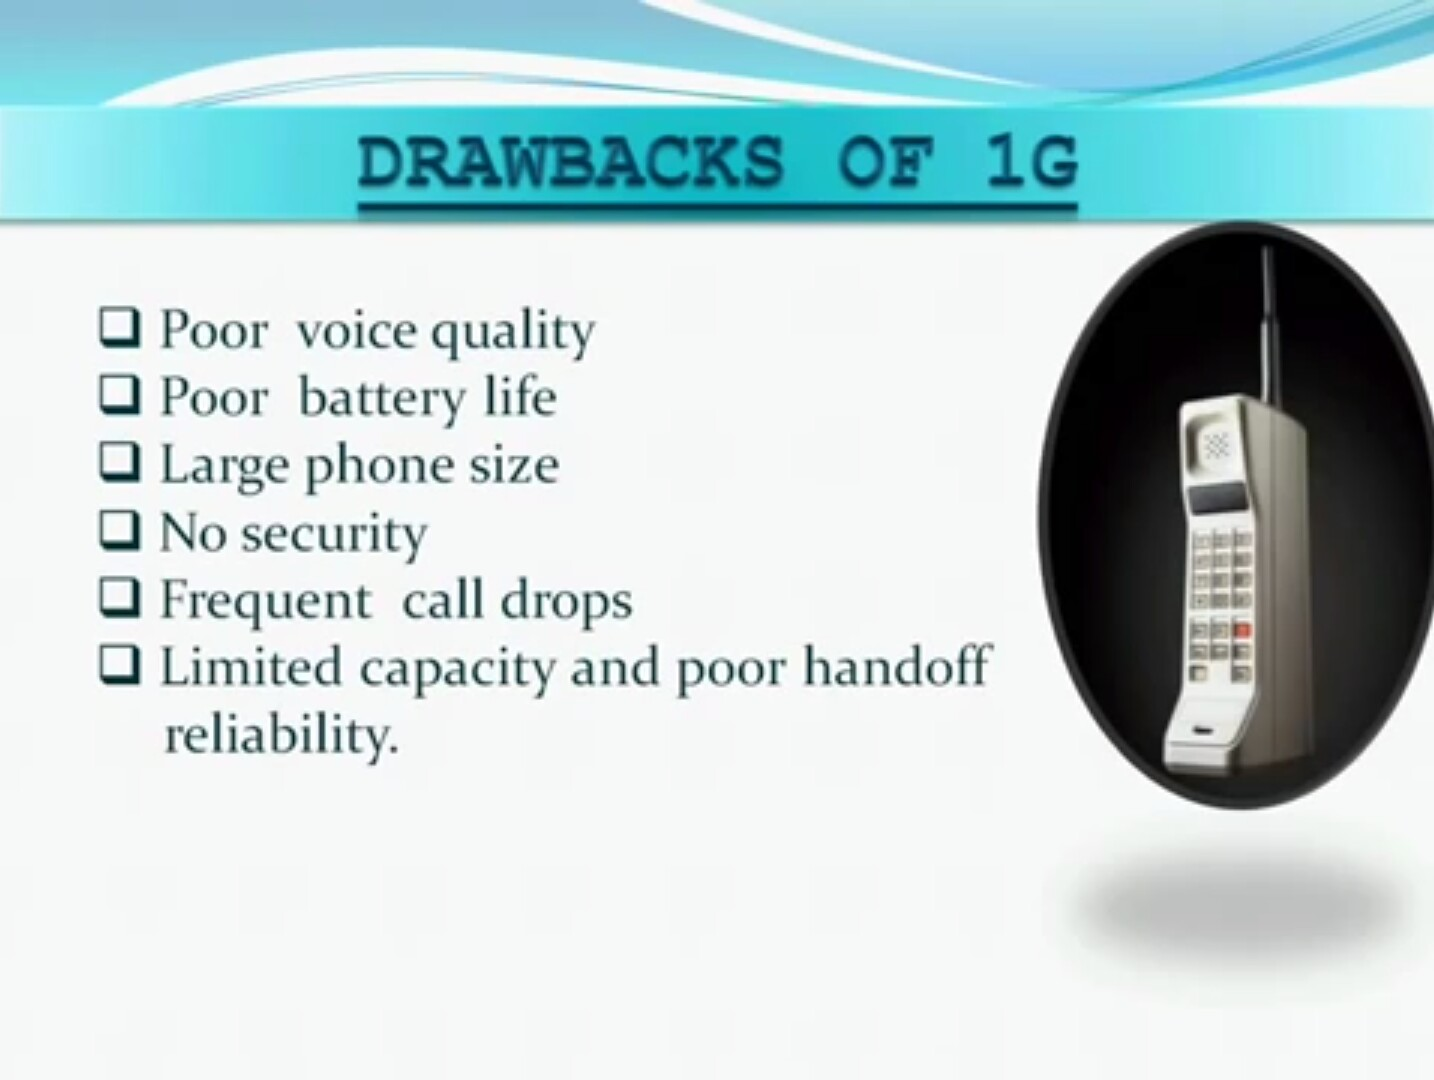 DRAWBACKS OF 1G
Poor voice quality
Poor battery life
Large phone size
No security
Frequent call drops
Limited capacity and poor handoff
reliability.